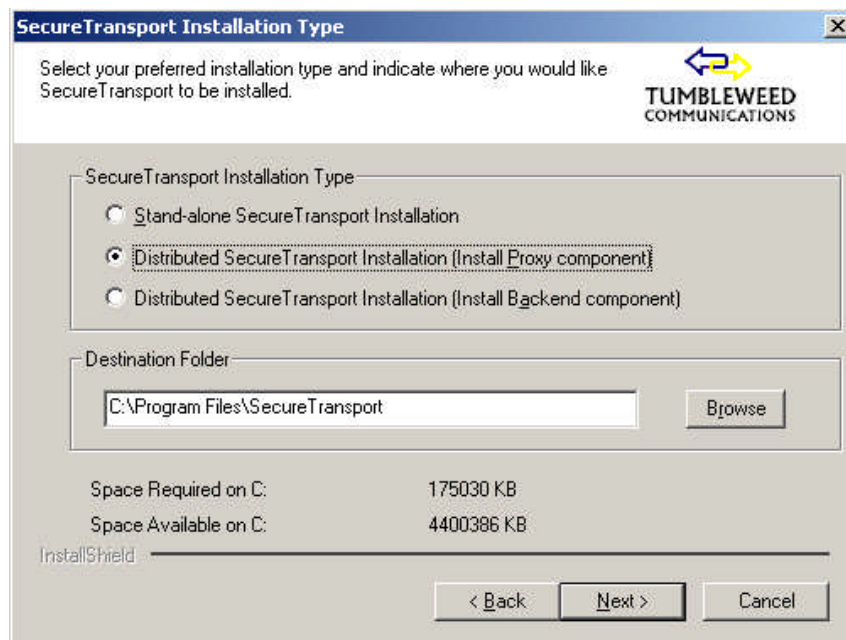 SecureTransport Installation Type
Select your preferred installation type and indicate where you would like
SecureTransport to be installed.
TUMBLEWEED
COMMUNICATIONS
SecureTransport Installation Type
Stand-alone SecureTransport Installation
Distributed SecureTransport Installation (Install Proxy component)
Distributed SecureTransport Installation (Install Backend component)
Destination Folder
C:\Program Files\SecureTransport
Browse
Space Required on C: 175030 KB
Space Available on C: 4400386 KB
InstallShield
< Back Next > Cancel